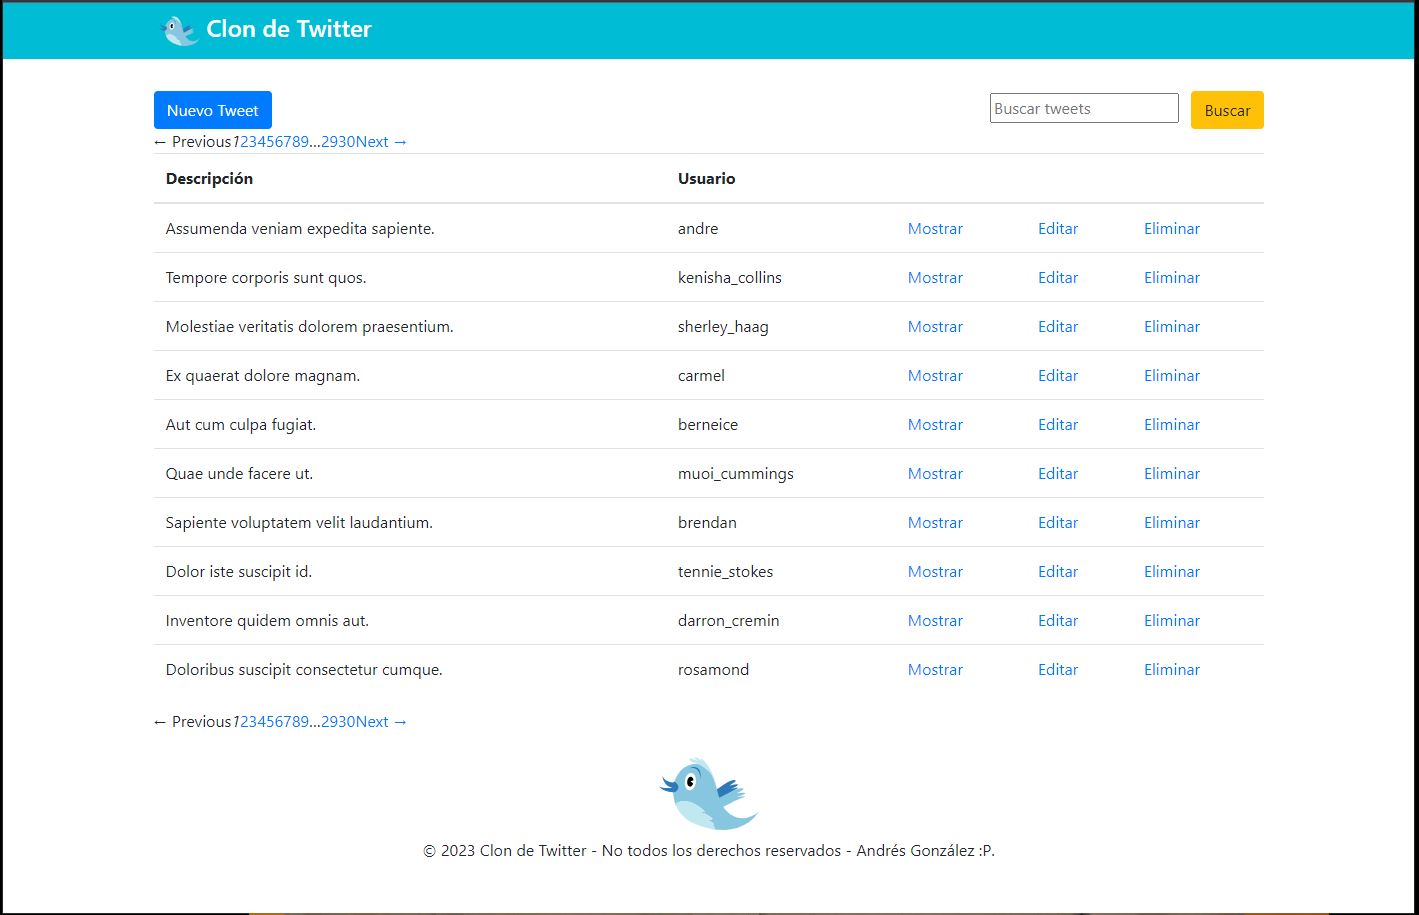 Clon de Twitter
Nuevo Tweet Buscar tweets Buscar
← Previous123456789…2930Next →
Descripción Usuario
Assumenda veniam expedita sapiente. andre Mostrar Editar Eliminar
Tempore corporis sunt quos. kenisha_collins Mostrar Editar Eliminar
Molestiae veritatis dolorem praesentium. sherley_haag Mostrar Editar Eliminar
Ex quaerat dolore magnam. carmel Mostrar Editar Eliminar
Aut cum culpa fugiat. berneice Mostrar Editar Eliminar
Quae unde facere ut. muoi_cummings Mostrar Editar Eliminar
Sapiente voluptatem velit laudantium. brendan Mostrar Editar Eliminar
Dolor iste suscipit id. tennie_stokes Mostrar Editar Eliminar
Inventore quidem omnis aut. darron_cremin Mostrar Editar Eliminar
Doloribus suscipit consectetur cumque. rosamond Mostrar Editar Eliminar
← Previous123456789…2930Next →
© 2023 Clon de Twitter - No todos los derechos reservados - Andrés González :P.